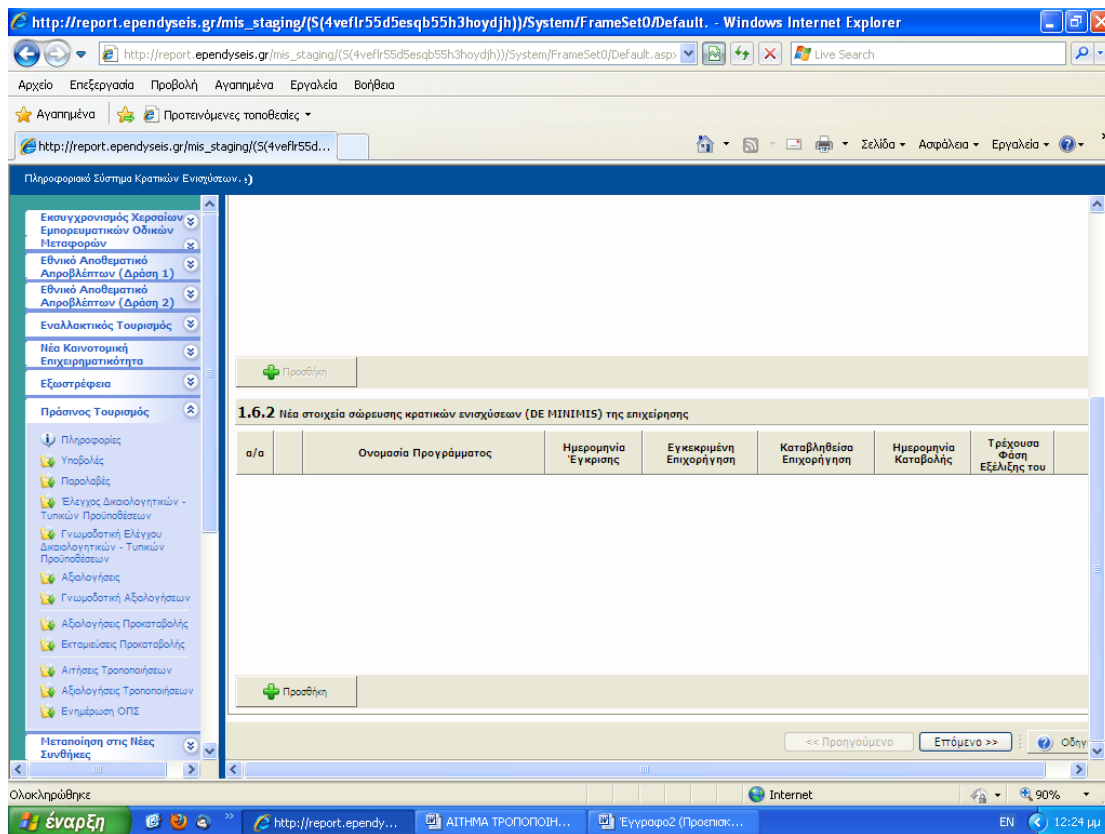 http://report.ependyseis.gr/mis_staging/(S(4veflr55d5esqb55h3hoydjh))/System/FrameSet0/Default. - Windows Internet Explorer
http://report.ependyseis.gr/mis_staging/(S(4veflr55d5esqb55h3hoydjh))/System/FrameSet0/Default.asp
Live Search
Αρχείο Επεξεργασία Προβολή Αγαπημένα Εργαλεία Βοήθεια
Αγαπημένα Προτεινόμενες τοποθεσίες
http://report.ependyseis.gr/mis_staging/(S(4veflr55d...
Σελίδα Ασφάλεια Εργαλεία
Πληροφοριακό Σύστημα Κρατικών Ενισχύσεων. ;)
Εκσυγχρονισμός Χερσαίων
Εμπορευματικών Οδικών
Μεταφορών
Εθνικό Αποθεματικό
Απροβλέπτων (Δράση 1)
Εθνικό Αποθεματικό
Απροβλέπτων (Δράση 2)
Εναλλακτικός Τουρισμός
Νέα Καινοτομική
Επιχειρηματικότητα
Εξωστρέφεια
Πράσινος Τουρισμός
Πληροφορίες
Υποβολές
Παραλαβές
Έλεγχος Δικαιολογητικών -
Τυπικών Προϋποθέσεων
Γνωμοδοτική Ελέγχου
Δικαιολογητικών - Τυπικών
Προϋποθέσεων
Αξιολογήσεις
Γνωμοδοτική Αξιολογήσεων
Αξιολογήσεις Προκαταβολής
Εκταμιεύσεις Προκαταβολής
Αιτήσεις Τροποποιήσεων
Αξιολογήσεις Τροποποιήσεων
Ενημέρωση ΟΠΣ
Μεταποίηση στις Νέες
Συνθήκες
Προσθήκη
1.6.2 Νέα στοιχεία σώρευσης κρατικών ενισχύσεων (DE MINIMIS) της επιχείρησης
α/α Ονομασία Προγράμματος Ημερομηνία Έγκρισης Εγκεκριμένη Επιχορήγηση Καταβληθείσα Επιχορήγηση Ημερομηνία Καταβολής Τρέχουσα Φάση Εξέλιξης του
Προσθήκη
<< Προηγούμενο Επόμενο >> Οδηγ
Ολοκληρώθηκε Internet 90%
έναρξη http://report.ependy... ΑΙΤΗΜΑ ΤΡΟΠΟΠΟΙΗ... Έγγραφο2 (Προεπισκ... EN 12:24 μμ